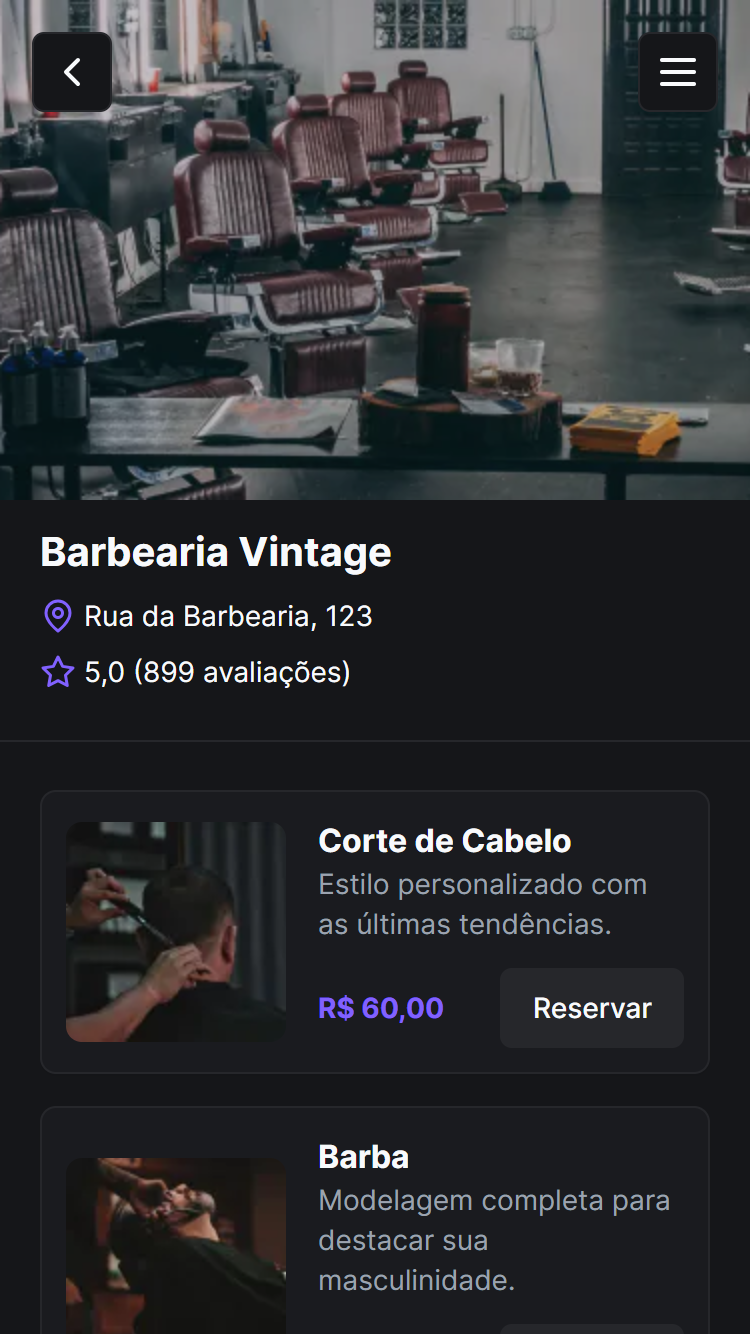 Barbearia Vintage
Rua da Barbearia, 123
5,0 (899 avaliações)
Corte de Cabelo
Estilo personalizado com
as últimas tendências.
R$ 60,00
Reservar
Barba
Modelagem completa para
destacar sua
masculinidade.